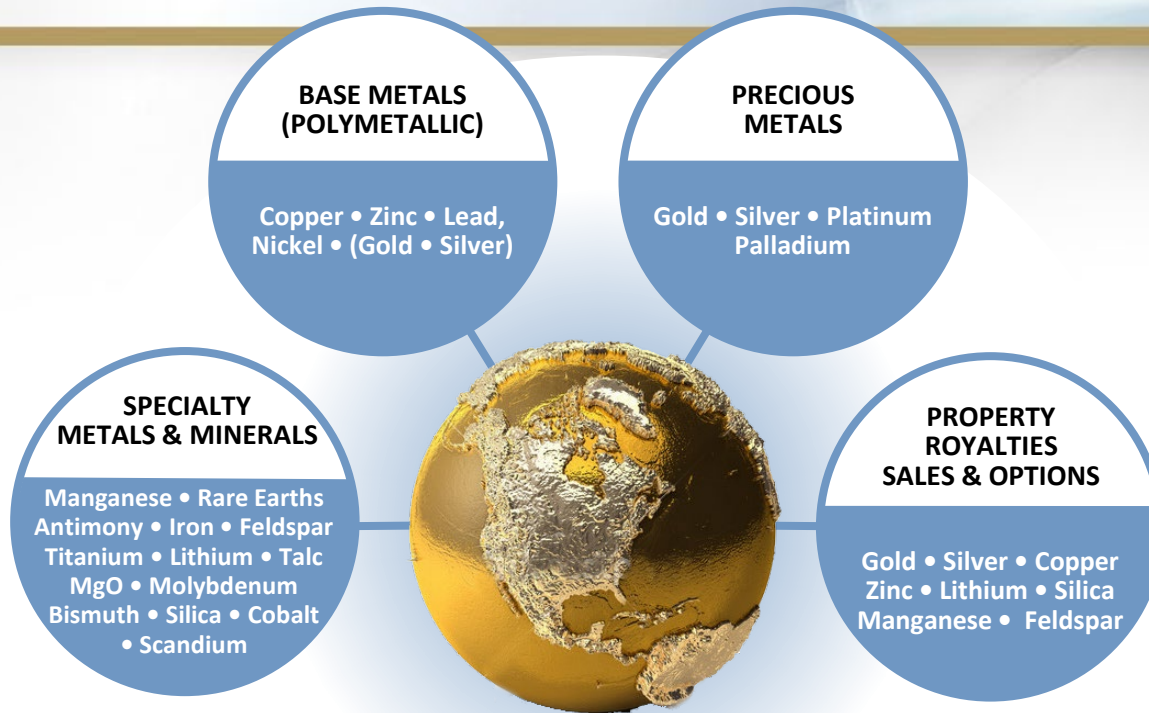 BASE METALS
(POLYMETALLIC)
Copper • Zinc • Lead,
Nickel • (Gold • Silver)
PRECIOUS
METALS
Gold • Silver • Platinum
Palladium
SPECIALTY
METALS & MINERALS
Manganese • Rare Earths
Antimony • Iron • Feldspar
Titanium • Lithium • Talc
MgO • Molybdenum
Bismuth • Silica • Cobalt
• Scandium
PROPERTY
ROYALTIES
SALES & OPTIONS
Gold • Silver • Copper
Zinc • Lithium • Silica
Manganese • Feldspar